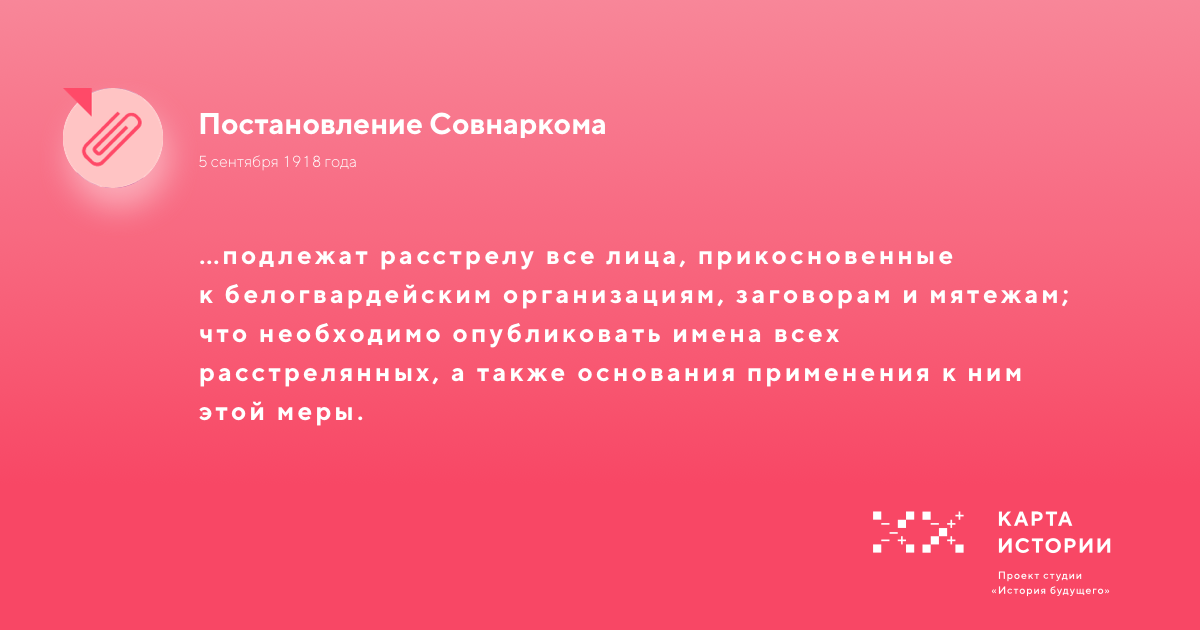 Постановление Совнаркома
5 сентября 1918 года
...подлежат расстрелу все лица, прикосновенные
к белогвардейским организациям, заговорам и мятежам;
что необходимо опубликовать имена всех
расстрелянных, а также основания применения к ним
этой меры.
КАРТА
ИСТОРИИ
Проект студии
«История будущего»